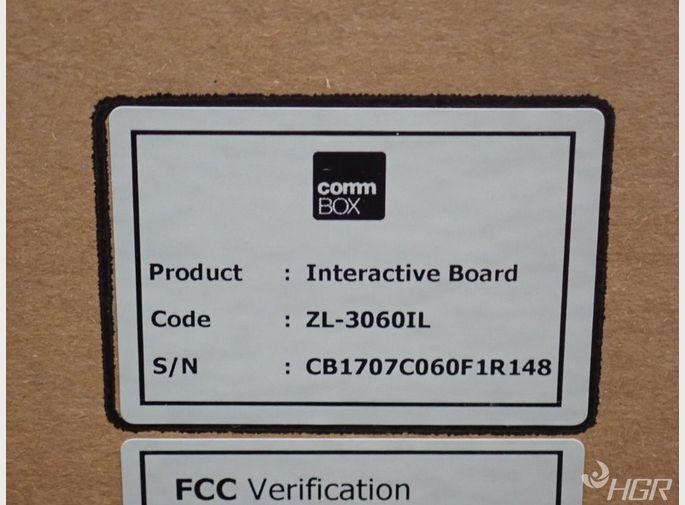 comm
BOX
Product : Interactive Board
Code : ZL-3060IL
S/N : CB1707C060F1R148
FCC Verification
HGR